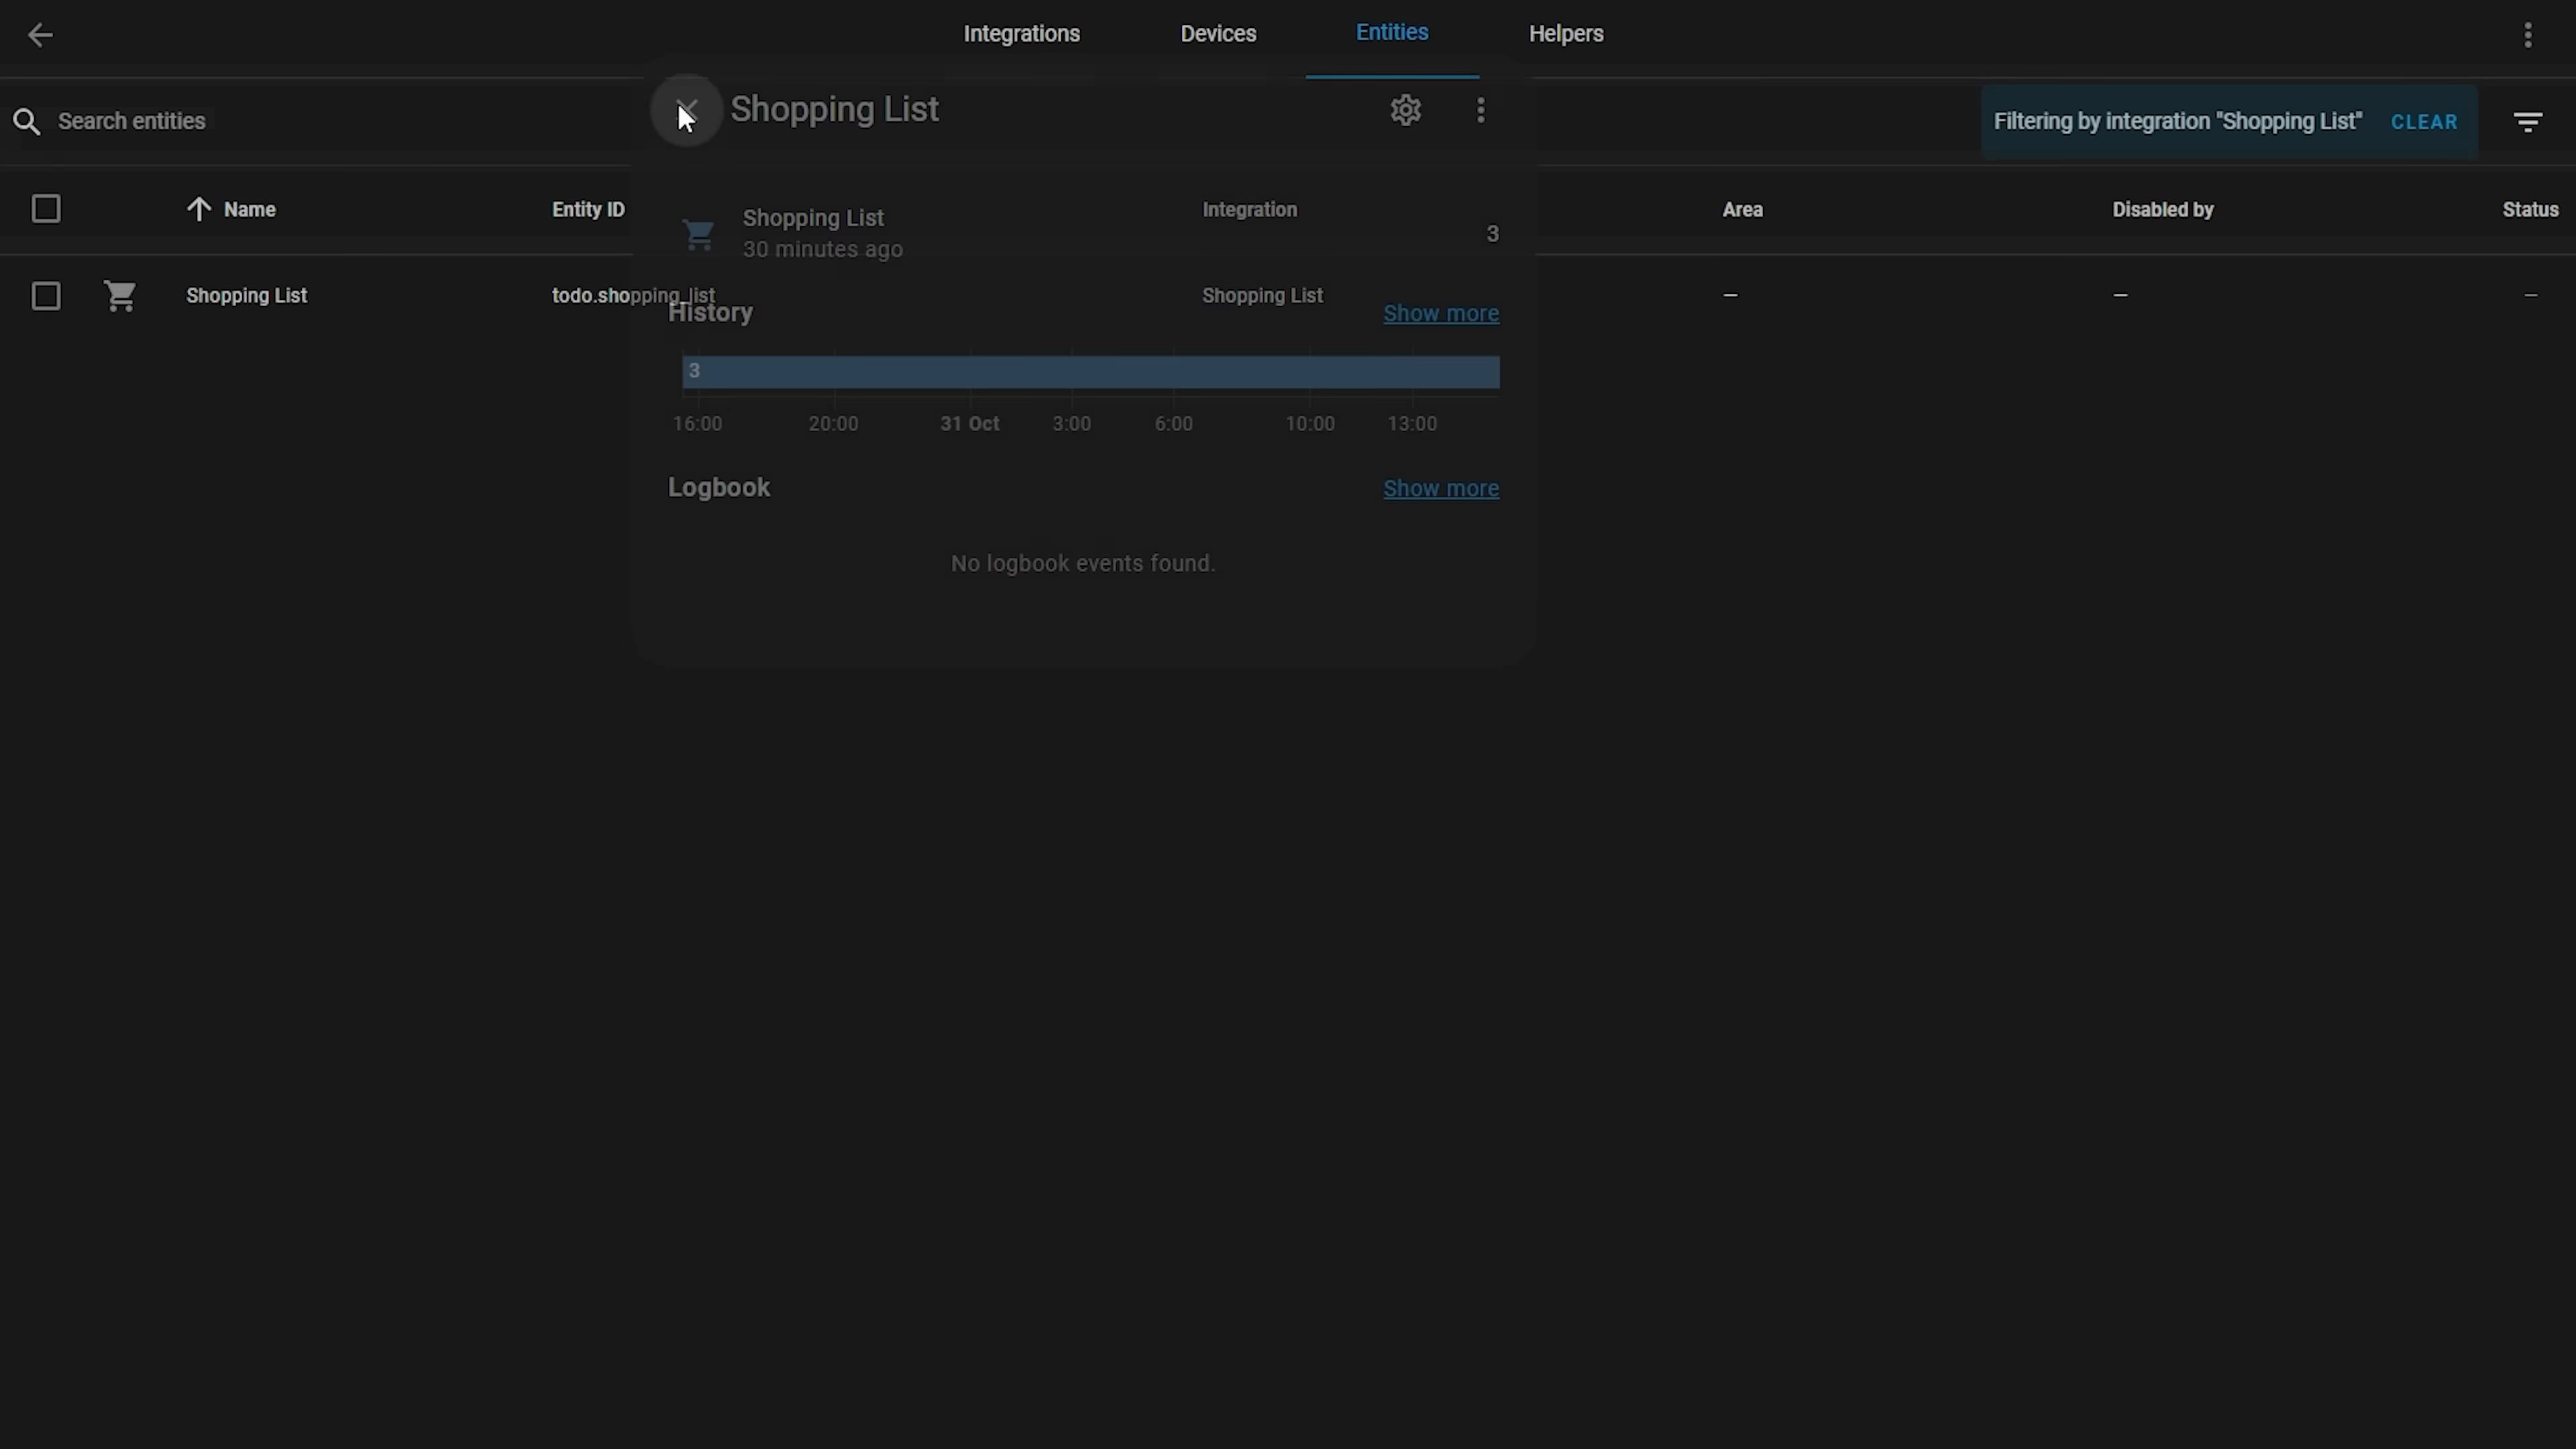 Integrations Devices Entities Helpers
Shopping List
Search entities
Filtering by integration "Shopping List" CLEAR
Name Entity ID Integration Area Disabled by Status
Shopping List
30 minutes ago
3
Shopping List todo.shopping_list Shopping List – – –
History Show more
3
16:00 20:00 31 Oct 3:00 6:00 10:00 13:00
Logbook Show more
No logbook events found.